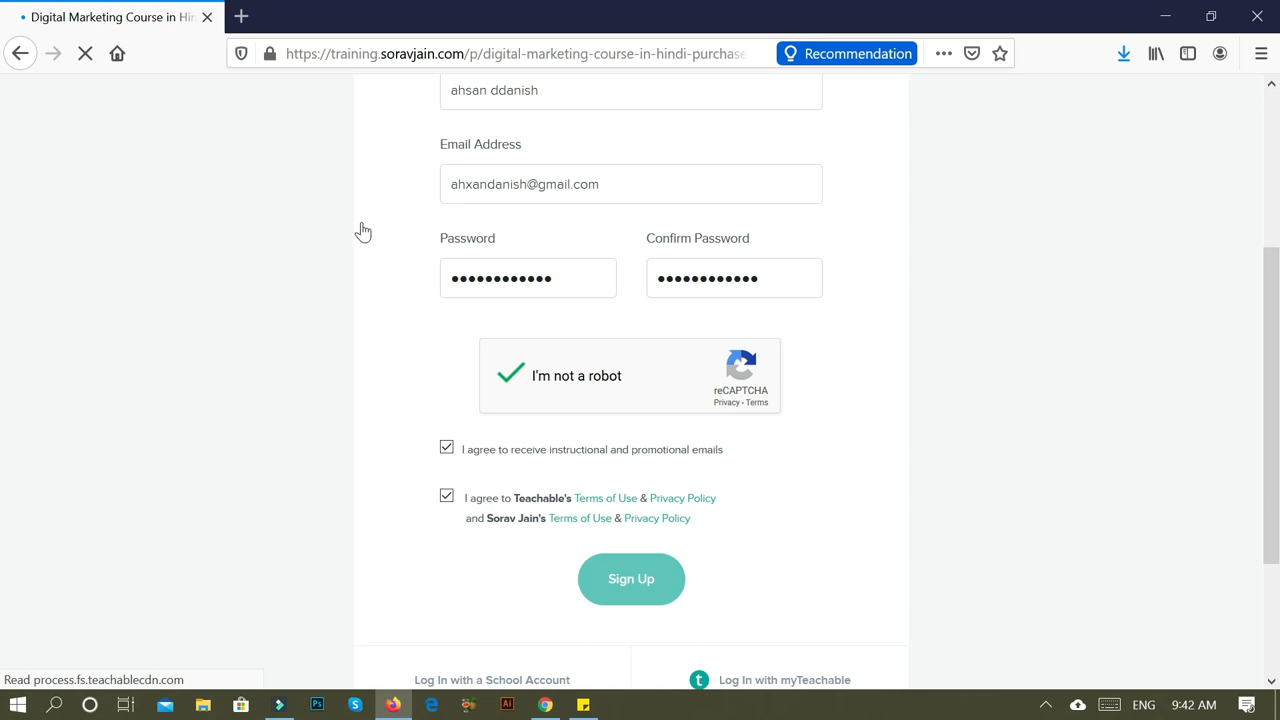 Digital Marketing Course in Hin
https://training.soravjain.com/p/digital-marketing-course-in-hindi-purchase
Recommendation
ahsan ddanish
Email Address
ahxandanish@gmail.com
Password
Confirm Password
I'm not a robot
reCAPTCHA
Privacy - Terms
I agree to receive instructional and promotional emails
I agree to Teachable's Terms of Use & Privacy Policy
and Sorav Jain's Terms of Use & Privacy Policy
Sign Up
Log In with a School Account
t Log In with myTeachable
Read process.fs.teachablecdn.com
Ps
S
Ai
ENG
9:42 AM